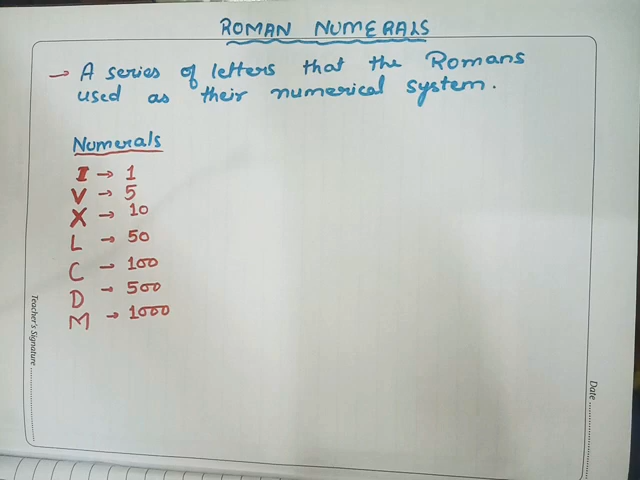 ROMAN NUMERALS
→ A series of letters that the Romans
used as their numerical system.
Numerals
I → 1
V → 5
X → 10
L → 50
C → 100
D → 500
M → 1000
Teacher's Signature ..............
Date ..............